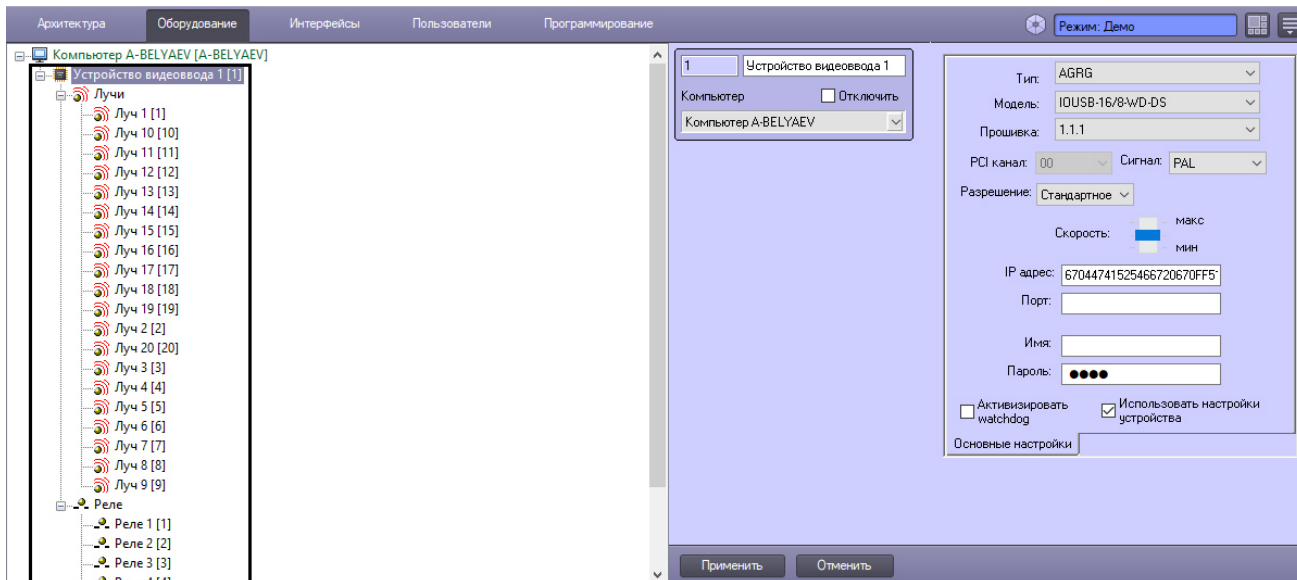 Архитектура Оборудование Интерфейсы Пользователи Программирование Режим: Демо
Компьютер A-BELYAEV [A-BELYAEV]
Устройство видеоввода 1 [1]
Лучи
Луч 1 [1]
Луч 10 [10]
Луч 11 [11]
Луч 12 [12]
Луч 13 [13]
Луч 14 [14]
Луч 15 [15]
Луч 16 [16]
Луч 17 [17]
Луч 18 [18]
Луч 19 [19]
Луч 2 [2]
Луч 20 [20]
Луч 3 [3]
Луч 4 [4]
Луч 5 [5]
Луч 6 [6]
Луч 7 [7]
Луч 8 [8]
Луч 9 [9]
Реле
Реле 1 [1]
Реле 2 [2]
Реле 3 [3]
1 Устройство видеоввода 1
Компьютер Отключить
Компьютер A-BELYAEV
Тип: AGRG
Модель: IOUSB-16/8-WD-DS
Прошивка: 1.1.1
PCI канал: 00 Сигнал: PAL
Разрешение: Стандартное
макс
Скорость:
мин
IP адрес:
Порт:
Имя:
Пароль: ●●●●
Активизировать watchdog
Использовать настройки устройства
Основные настройки
Применить Отменить